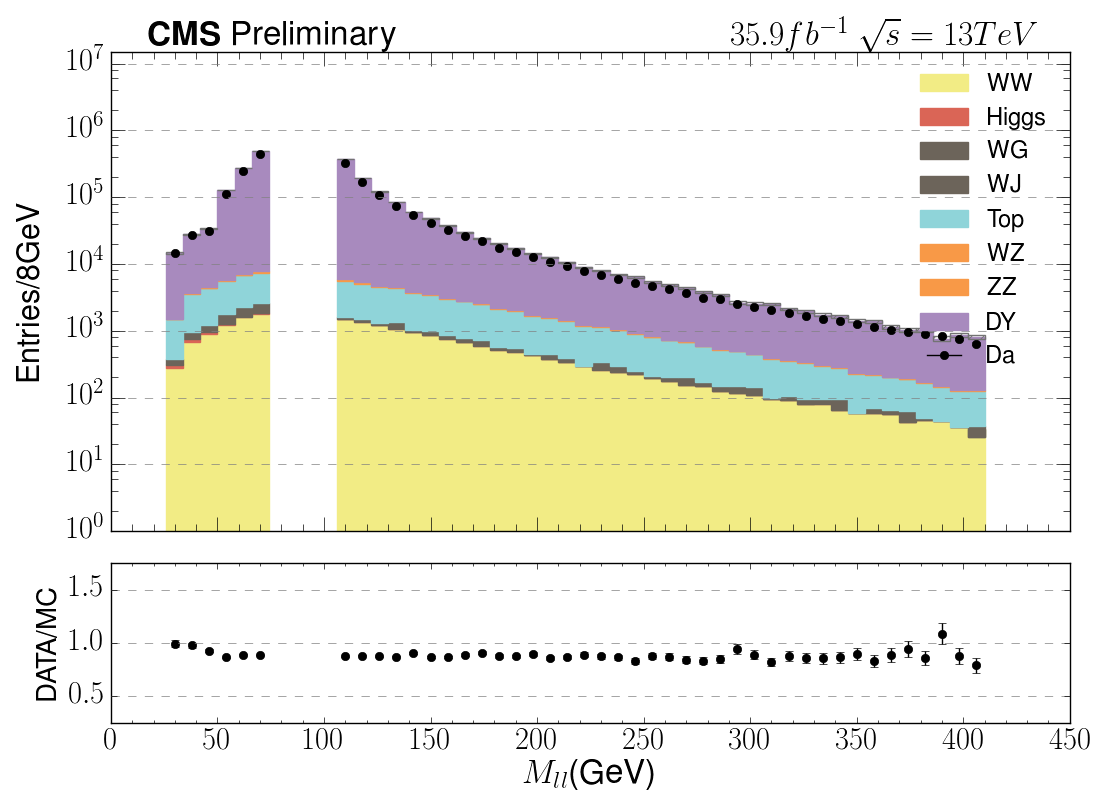 CMS Preliminary 35.9fb⁻¹ √s = 13TeV
Entries/8GeV
10⁷
10⁶
10⁵
10⁴
10³
10²
10¹
10⁰
WW
Higgs
WG
WJ
Top
WZ
ZZ
DY
Da
DATA/MC
1.5
1.0
0.5
0 50 100 150 200 250 300 350 400 450
M_{ll}(GeV)